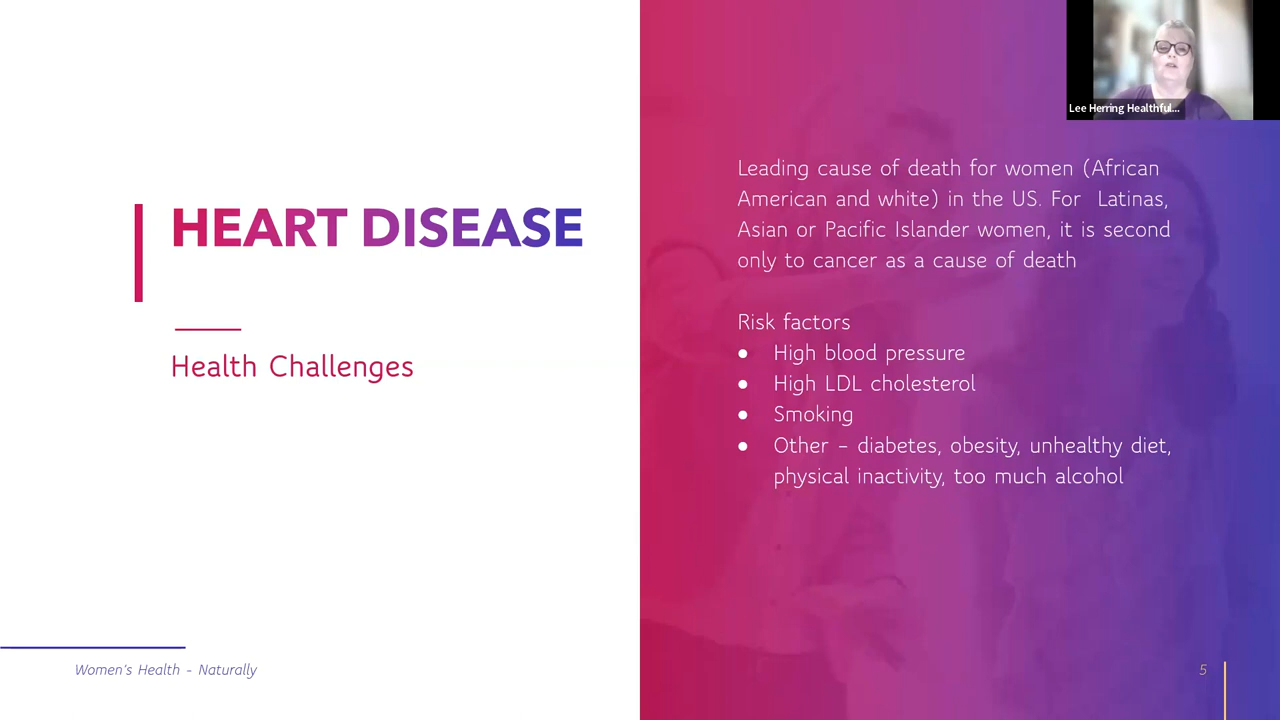 Lee Herring Healthful...
HEART DISEASE
Health Challenges
Leading cause of death for women (African
American and white) in the US. For Latinas,
Asian or Pacific Islander women, it is second
only to cancer as a cause of death
Risk factors
● High blood pressure
● High LDL cholesterol
● Smoking
● Other – diabetes, obesity, unhealthy diet,
physical inactivity, too much alcohol
Women's Health - Naturally
5